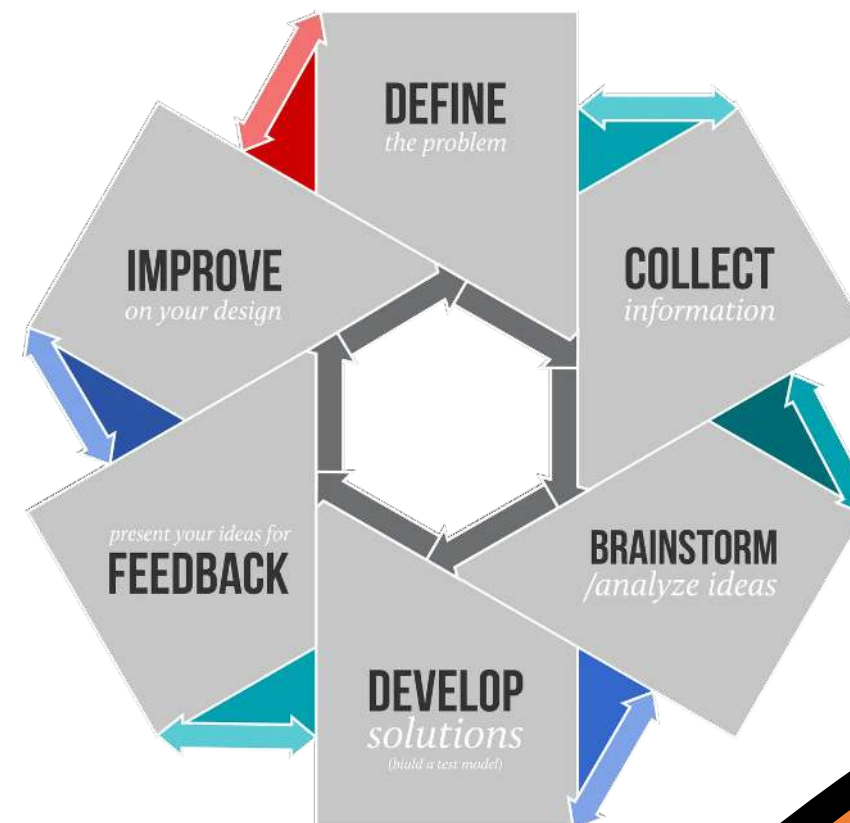 DEFINE
the problem
COLLECT
information
BRAINSTORM
/analyze ideas
DEVELOP
solutions
(biuld a test model)
present your ideas for
FEEDBACK
IMPROVE
on your design